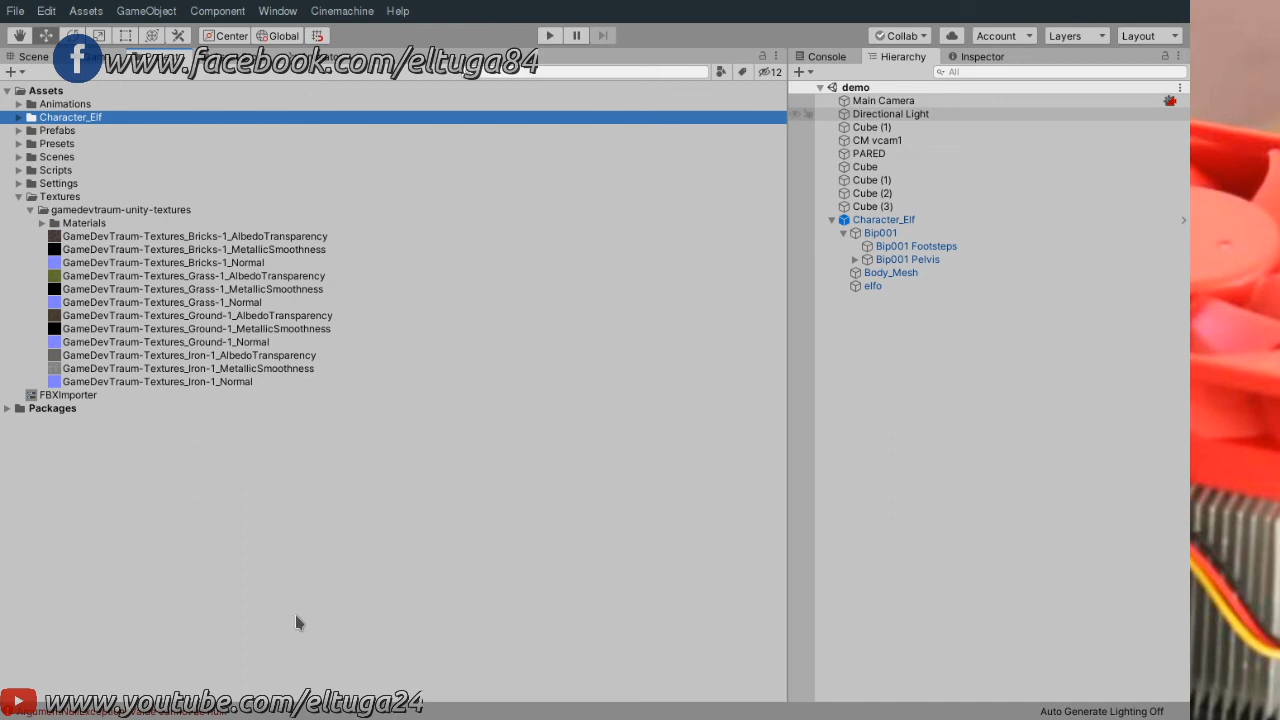 File Edit Assets GameObject Component Window Cinemachine Help
Center Global Collab Account Layers Layout
Scene
www.facebook.com/eltuga84
12
Assets
Animations
Character_Elf
Prefabs
Presets
Scenes
Scripts
Settings
Textures
gamedevtraum-unity-textures
Materials
GameDevTraum-Textures_Bricks-1_AlbedoTransparency
GameDevTraum-Textures_Bricks-1_MetallicSmoothness
GameDevTraum-Textures_Bricks-1_Normal
GameDevTraum-Textures_Grass-1_AlbedoTransparency
GameDevTraum-Textures_Grass-1_MetallicSmoothness
GameDevTraum-Textures_Grass-1_Normal
GameDevTraum-Textures_Ground-1_AlbedoTransparency
GameDevTraum-Textures_Ground-1_MetallicSmoothness
GameDevTraum-Textures_Ground-1_Normal
GameDevTraum-Textures_Iron-1_AlbedoTransparency
GameDevTraum-Textures_Iron-1_MetallicSmoothness
GameDevTraum-Textures_Iron-1_Normal
FBXImporter
Packages
Console Hierarchy Inspector
All
demo
Main Camera
Directional Light
Cube (1)
CM vcam1
PARED
Cube
Cube (1)
Cube (2)
Cube (3)
Character_Elf
Bip001
Bip001 Footsteps
Bip001 Pelvis
Body_Mesh
elfo
www.youtube.com/eltuga24
Auto Generate Lighting Off